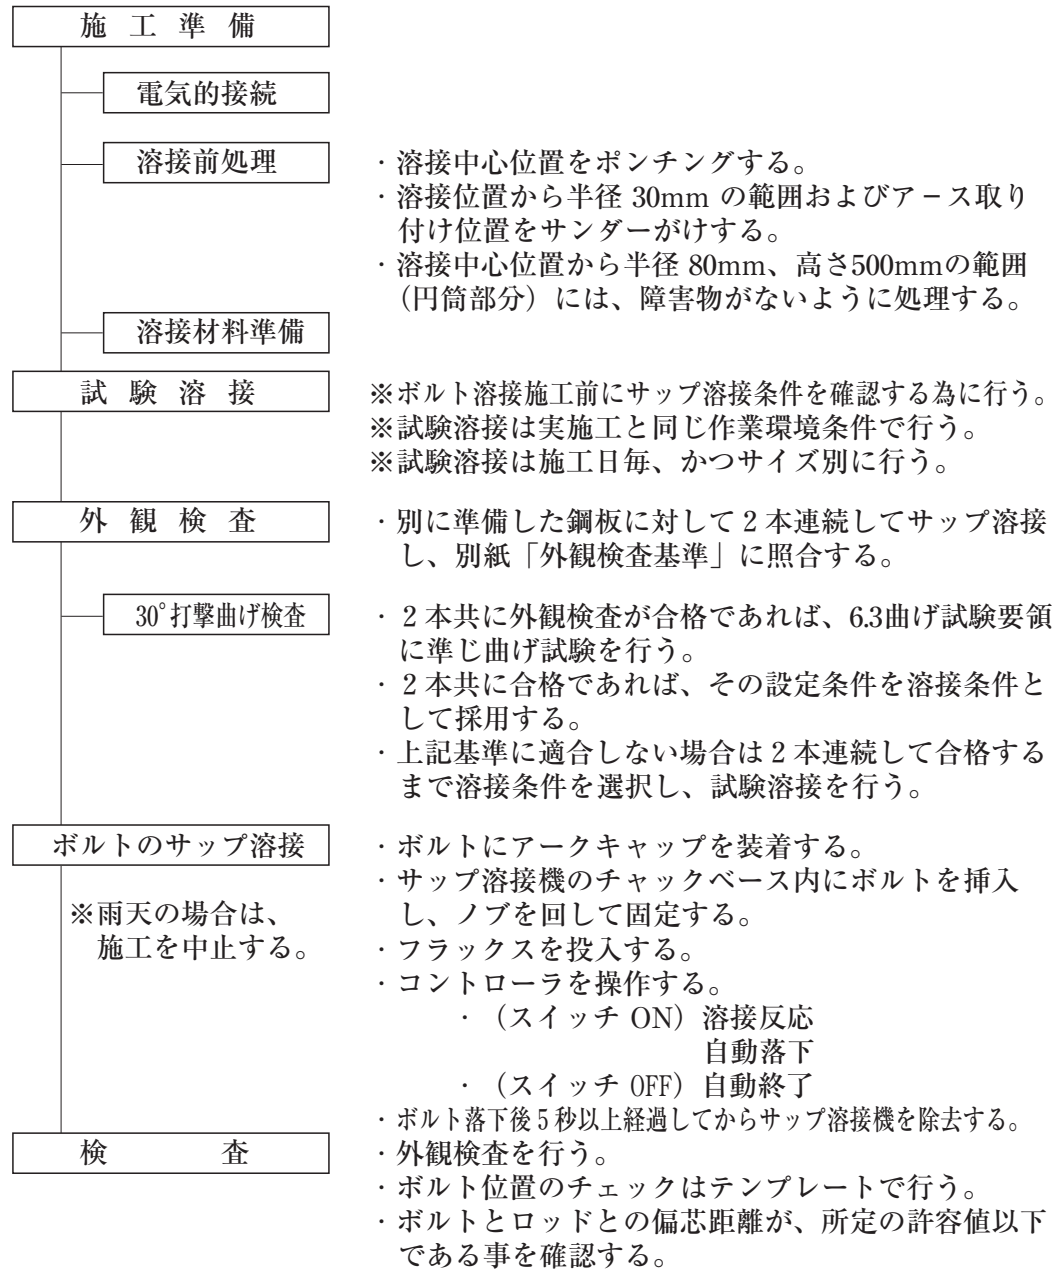 施工準備
電気的接続
溶接前処理
・溶接中心位置をポンチングする。
・溶接位置から半径 30mm の範囲およびア－ス取り
付け位置をサンダーがけする。
・溶接中心位置から半径 80mm、高さ500mmの範囲
（円筒部分）には、障害物がないように処理する。
溶接材料準備
試験溶接
※ボルト溶接施工前にサップ溶接条件を確認する為に行う。
※試験溶接は実施工と同じ作業環境条件で行う。
※試験溶接は施工日毎、かつサイズ別に行う。
外観検査
・別に準備した鋼板に対して２本連続してサップ溶接
し、別紙「外観検査基準」に照合する。
30°打撃曲げ検査
・２本共に外観検査が合格であれば、6.3曲げ試験要領
に準じ曲げ試験を行う。
・２本共に合格であれば、その設定条件を溶接条件と
して採用する。
・上記基準に適合しない場合は２本連続して合格する
まで溶接条件を選択し、試験溶接を行う。
ボルトのサップ溶接
※雨天の場合は、
施工を中止する。
・ボルトにアークキャップを装着する。
・サップ溶接機のチャックベース内にボルトを挿入
し、ノブを回して固定する。
・フラックスを投入する。
・コントローラを操作する。
・（スイッチ ON）溶接反応
自動落下
・（スイッチ OFF）自動終了
・ボルト落下後５秒以上経過してからサップ溶接機を除去する。
検査
・外観検査を行う。
・ボルト位置のチェックはテンプレートで行う。
・ボルトとロッドとの偏芯距離が、所定の許容値以下
である事を確認する。